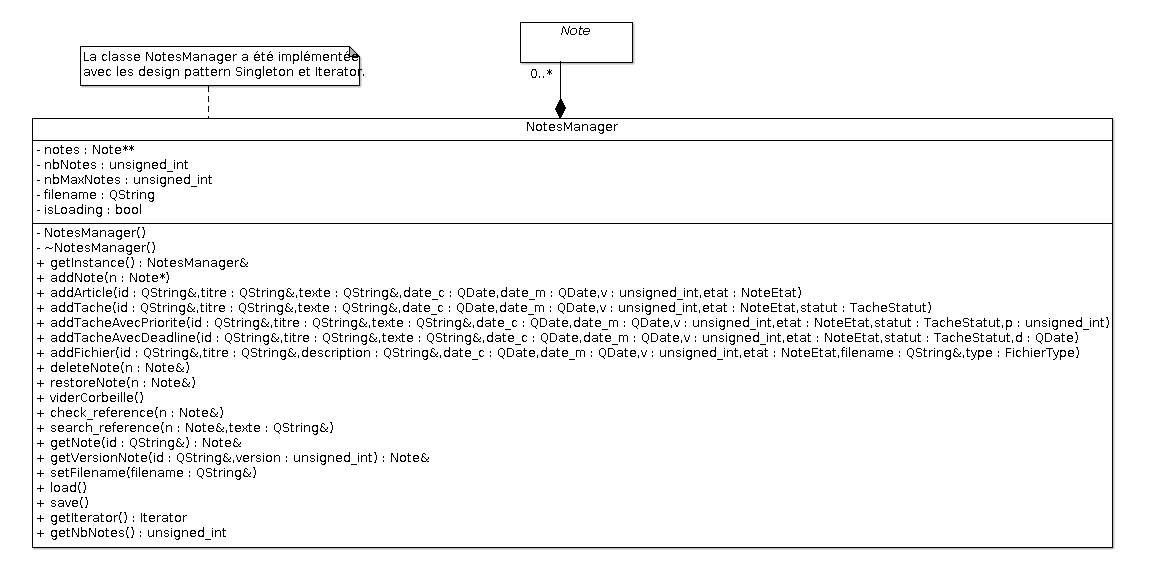 Note
La classe NotesManager a été implémentée
avec les design pattern Singleton et Iterator.
0..*
NotesManager
- notes : Note**
- nbNotes : unsigned_int
- nbMaxNotes : unsigned_int
- filename : QString
- isLoading : bool
- NotesManager()
- ~NotesManager()
+ getInstance() : NotesManager&
+ addNote(n : Note*)
+ addArticle(id : QString&,titre : QString&,texte : QString&,date_c : QDate,date_m : QDate,v : unsigned_int,etat : NoteEtat)
+ addTache(id : QString&,titre : QString&,texte : QString&,date_c : QDate,date_m : QDate,v : unsigned_int,etat : NoteEtat,statut : TacheStatut)
+ addTacheAvecPriorite(id : QString&,titre : QString&,texte : QString&,date_c : QDate,date_m : QDate,v : unsigned_int,etat : NoteEtat,statut : TacheStatut,p : unsigned_int)
+ addTacheAvecDeadline(id : QString&,titre : QString&,texte : QString&,date_c : QDate,date_m : QDate,v : unsigned_int,etat : NoteEtat,statut : TacheStatut,d : QDate)
+ addFichier(id : QString&,titre : QString&,description : QString&,date_c : QDate,date_m : QDate,v : unsigned_int,etat : NoteEtat,filename : QString&,type : FichierType)
+ deleteNote(n : Note&)
+ restoreNote(n : Note&)
+ viderCorbeille()
+ check_reference(n : Note&)
+ search_reference(n : Note&,texte : QString&)
+ getNote(id : QString&) : Note&
+ getVersionNote(id : QString&,version : unsigned_int) : Note&
+ setFilename(filename : QString&)
+ load()
+ save()
+ getIterator() : Iterator
+ getNbNotes() : unsigned_int